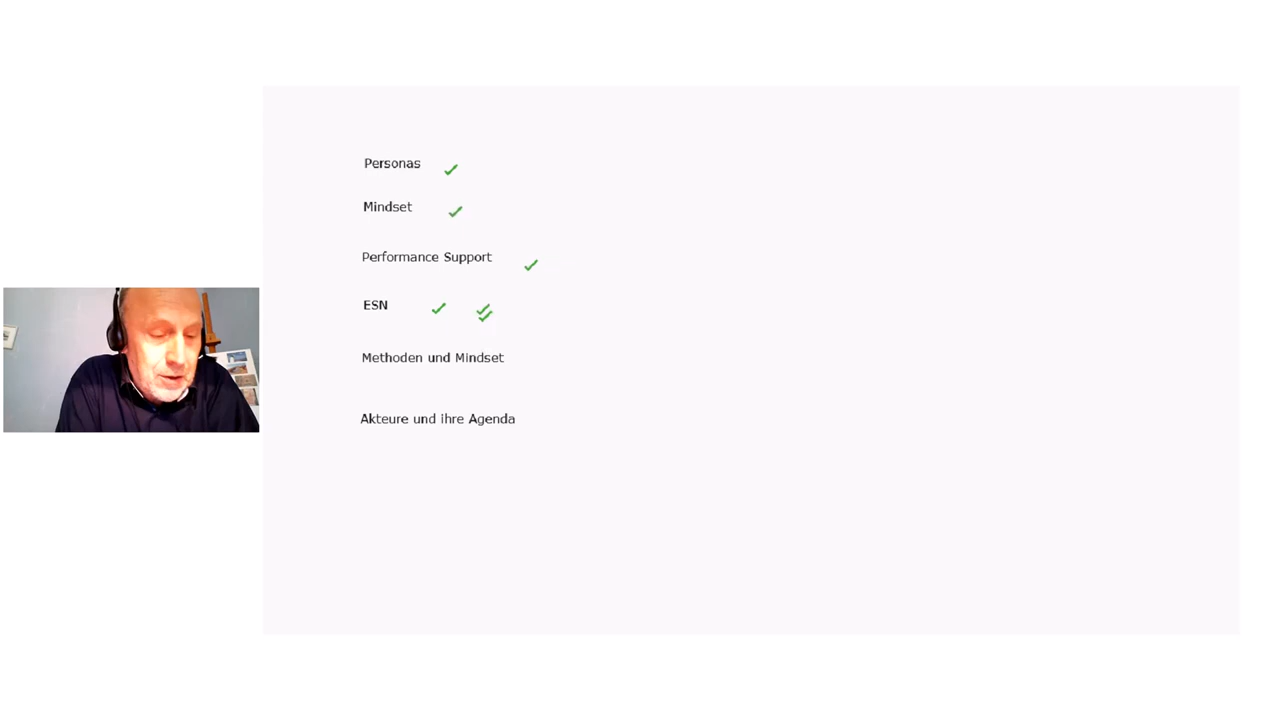 Personas
Mindset
Performance Support
ESN
Methoden und Mindset
Akteure und ihre Agenda